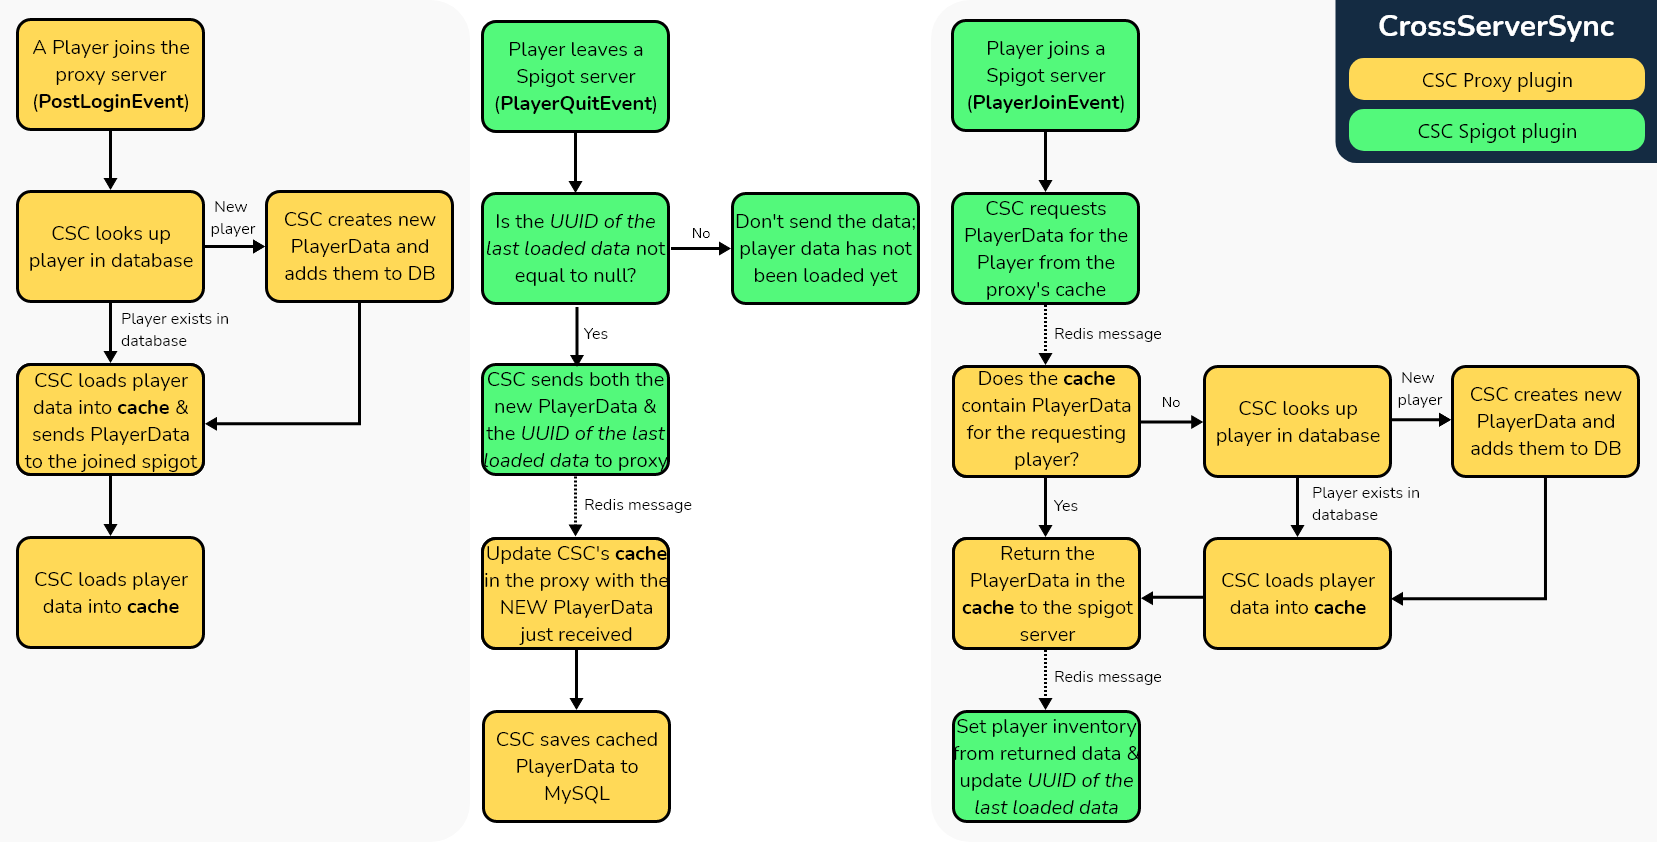 A Player joins the
proxy server
(PostLoginEvent)
CSC looks up
player in database
New
player
CSC creates new
PlayerData and
adds them to DB
Player exists in
database
CSC loads player
data into cache &
sends PlayerData
to the joined spigot
CSC loads player
data into cache
Player leaves a
Spigot server
(PlayerQuitEvent)
Is the UUID of the
last loaded data not
equal to null?
No
Don't send the data;
player data has not
been loaded yet
Yes
CSC sends both the
new PlayerData &
the UUID of the last
loaded data to proxy
Redis message
Update CSC's cache
in the proxy with the
NEW PlayerData
just received
CSC saves cached
PlayerData to
MySQL
Player joins a
Spigot server
(PlayerJoinEvent)
CSC requests
PlayerData for the
Player from the
proxy's cache
Redis message
Does the cache
contain PlayerData
for the requesting
player?
No
CSC looks up
player in database
New
player
CSC creates new
PlayerData and
adds them to DB
Yes
Player exists in
database
Return the
PlayerData in the
cache to the spigot
server
CSC loads player
data into cache
Redis message
Set player inventory
from returned data &
update UUID of the
last loaded data
CrossServerSync
CSC Proxy plugin
CSC Spigot plugin